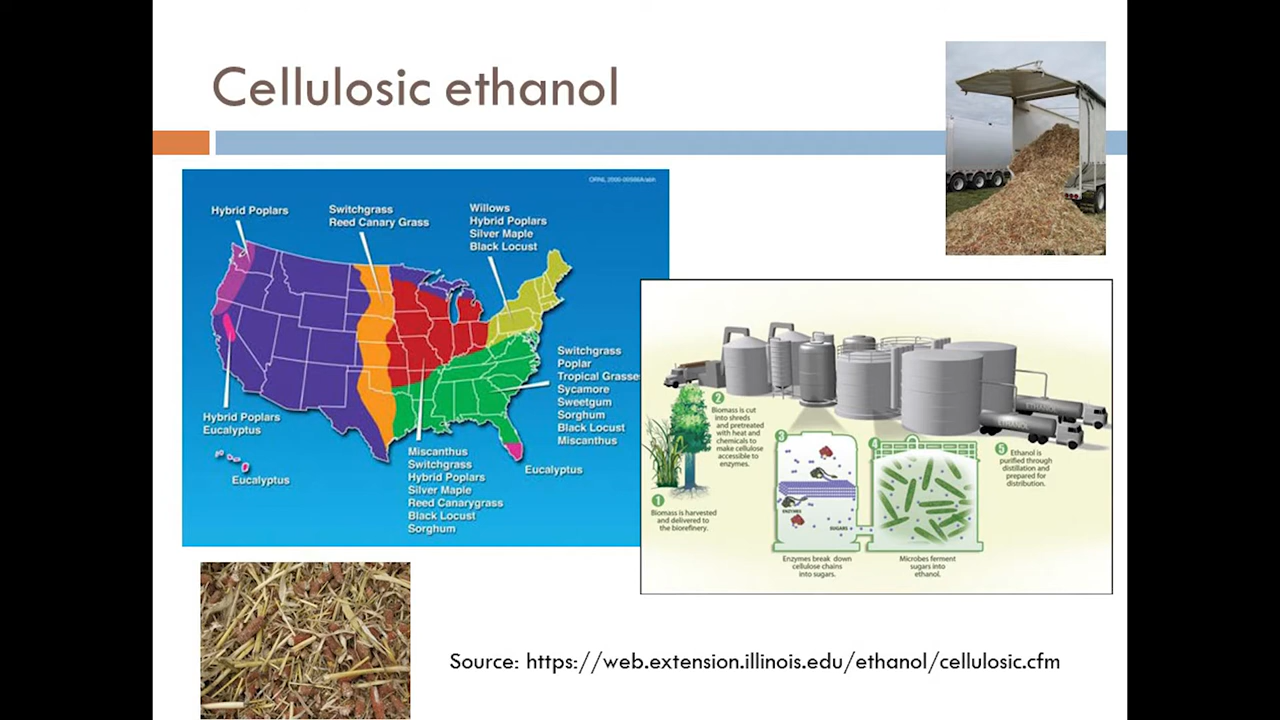 Cellulosic ethanol
Hybrid Poplars
Switchgrass
Reed Canary Grass
Willows
Hybrid Poplars
Silver Maple
Black Locust
Switchgrass
Poplar
Tropical Grasse
Sycamore
Sweetgum
Sorghum
Black Locust
Miscanthus
Hybrid Poplars
Eucalyptus
Eucalyptus
Miscanthus
Switchgrass
Hybrid Poplars
Silver Maple
Reed Canarygrass
Black Locust
Sorghum
Eucalyptus
1
Biomass is harvested
and delivered to
the biorefinery.
2
Biomass is cut
into shreds
and pretreated
with heat and
chemicals to
make cellulose
accessible to
enzymes.
3
ENZYMES
SUGARS
Enzymes break down
cellulose chains
into sugars.
4
Microbes ferment
sugars into
ethanol.
5
Ethanol is
purified through
distillation and
prepared for
distribution.
ETHANOL
ETHANOL
Source: https://web.extension.illinois.edu/ethanol/cellulosic.cfm